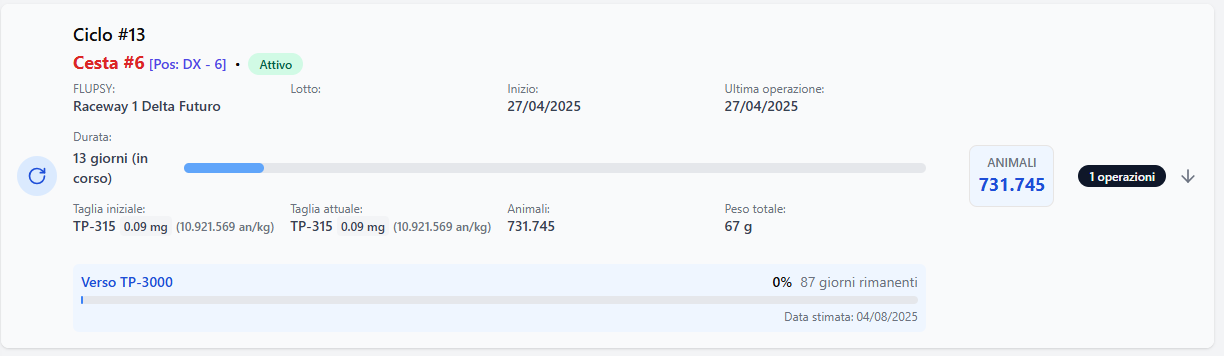 Ciclo #13
Cesta #6 [Pos: DX - 6] • Attivo
FLUPSY: Lotto: Inizio: Ultima operazione:
Raceway 1 Delta Futuro 27/04/2025 27/04/2025
Durata:
13 giorni (in
corso)
ANIMALI
731.745
1 operazioni
Taglia iniziale: Taglia attuale: Animali: Peso totale:
TP-315 0.09 mg (10.921.569 an/kg) TP-315 0.09 mg (10.921.569 an/kg) 731.745 67 g
Verso TP-3000 0% 87 giorni rimanenti
Data stimata: 04/08/2025